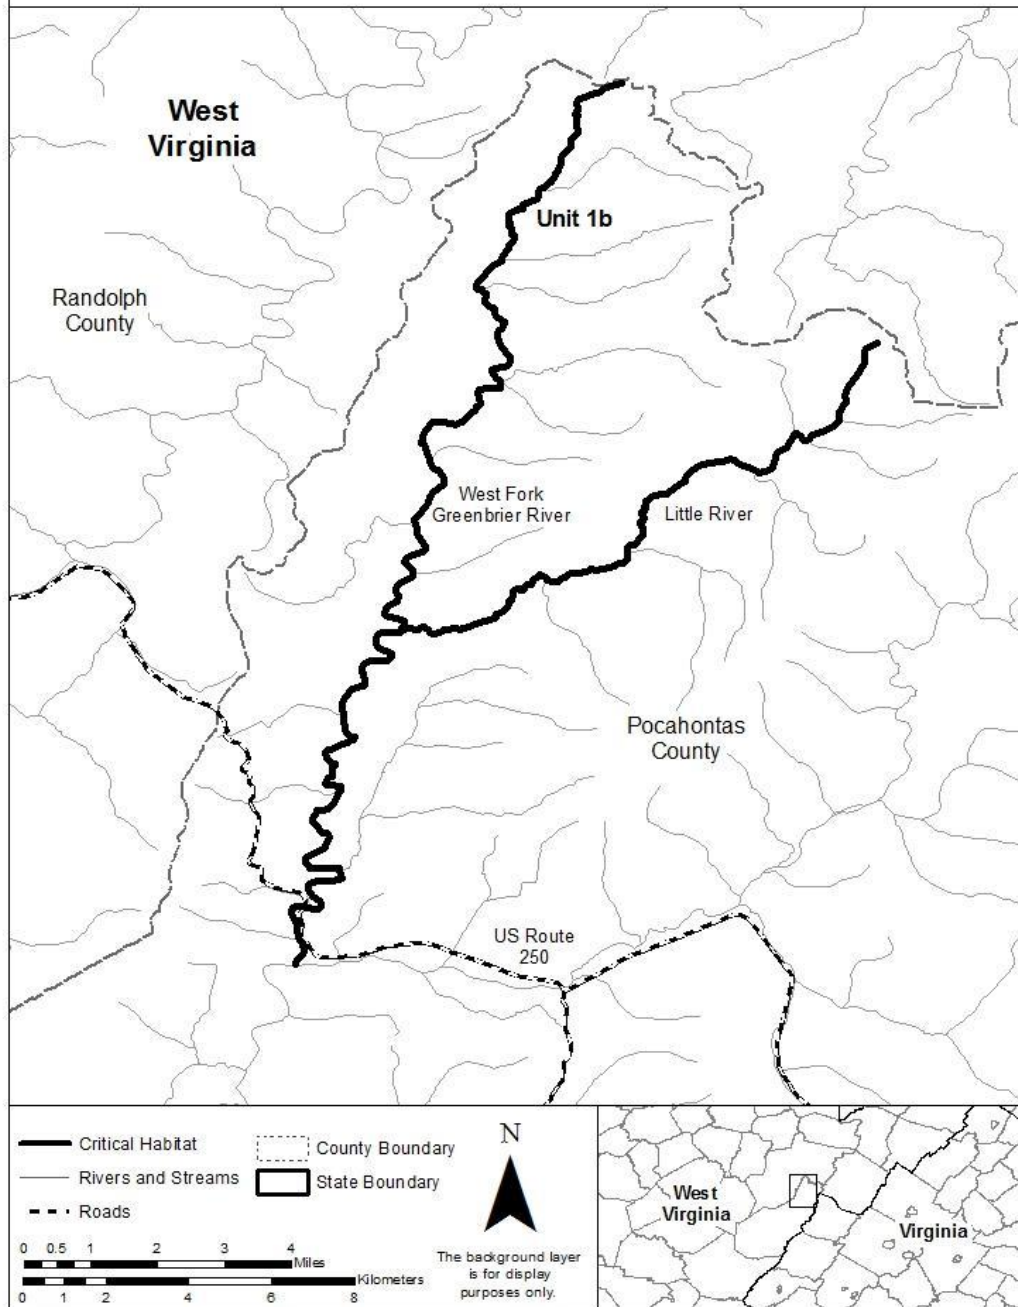 West
Virginia
Unit 1b
Randolph
County
West Fork
Greenbrier River
Little River
Pocahontas
County
US Route
250
Critical Habitat
Rivers and Streams
Roads
County Boundary
State Boundary
0 0.5 1 2 3 4
Miles
Kilometers
0 1 2 4 6 8
N
The background layer
is for display
purposes only.
West
Virginia
Virginia